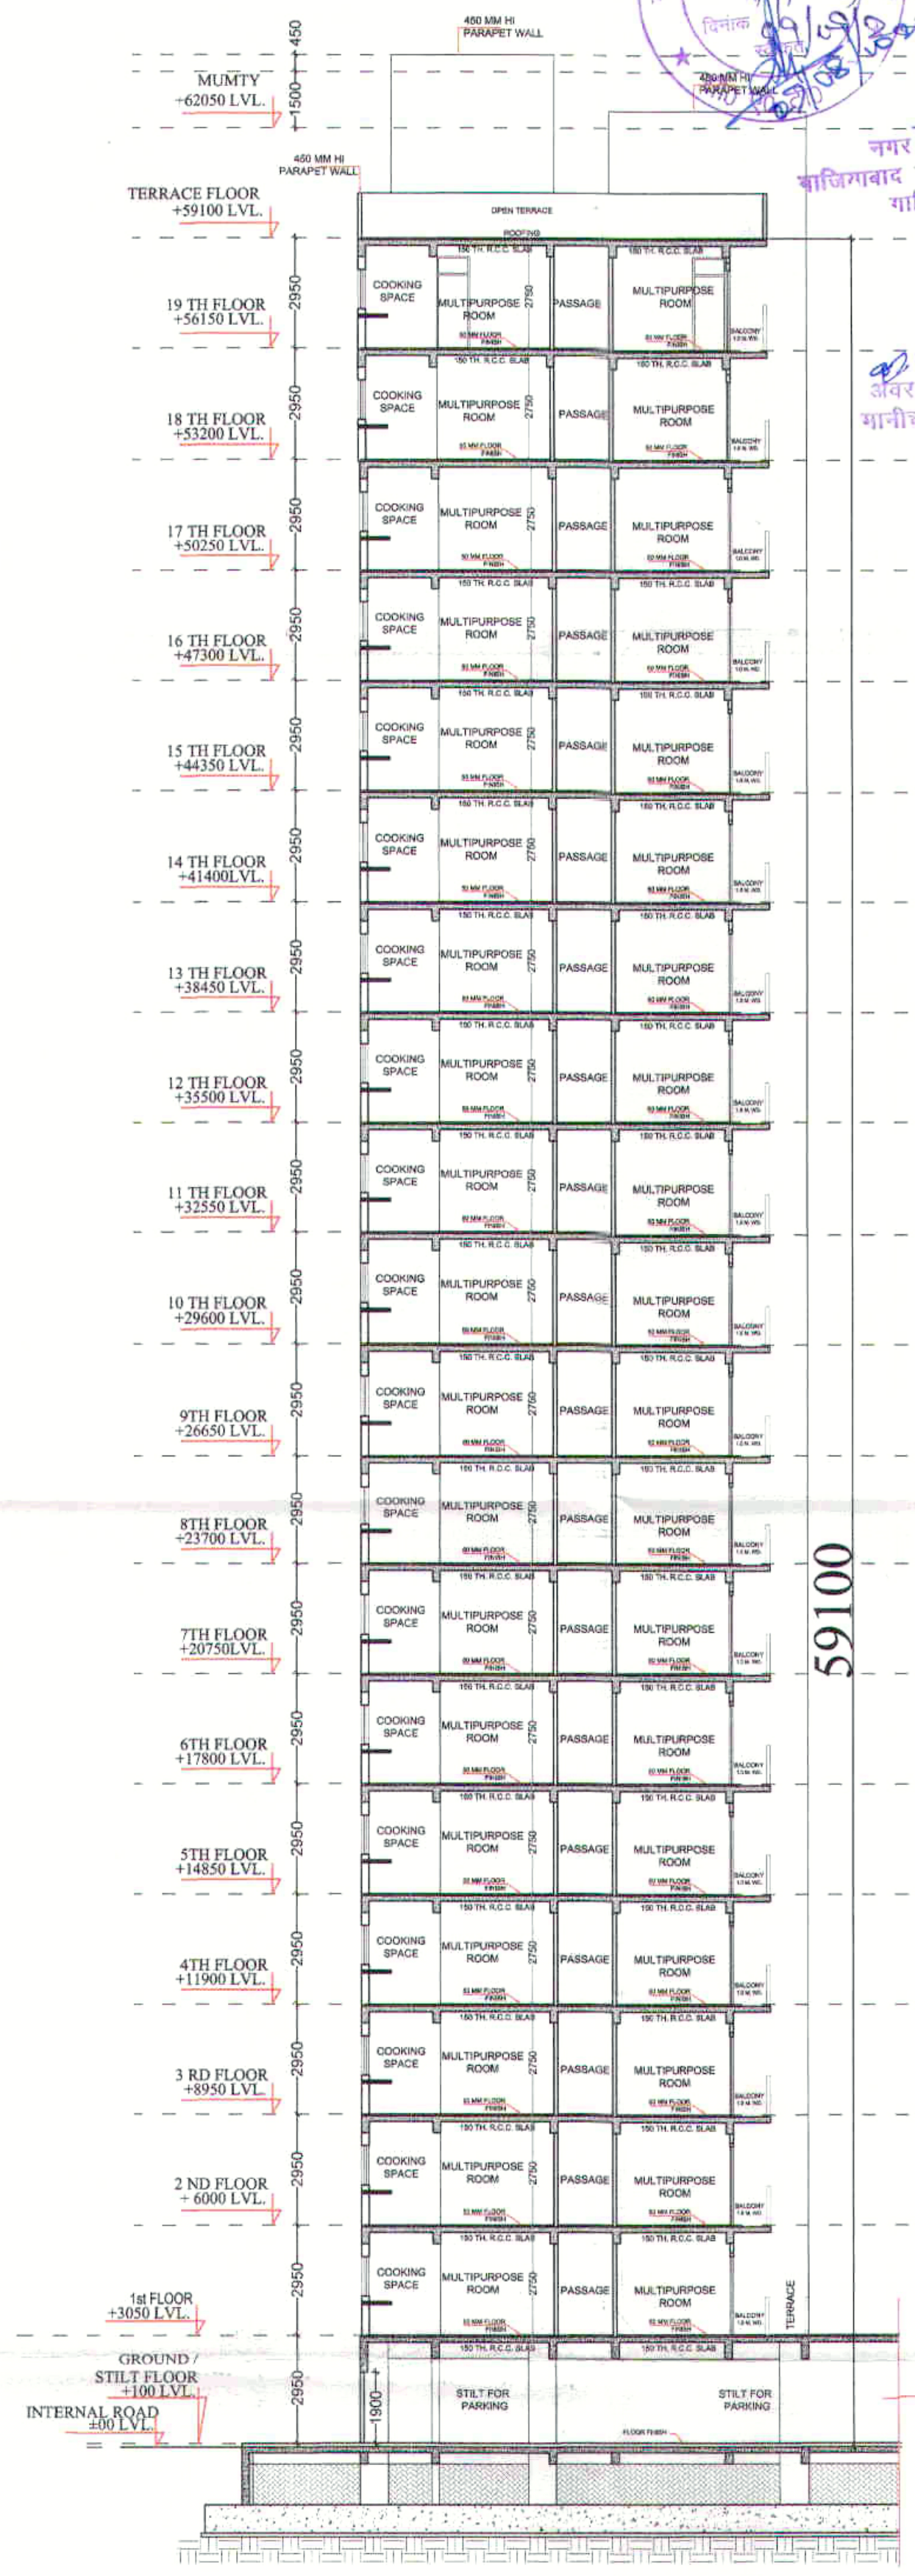 450 MM HI
PARAPET WALL
दिनांक
450
MUMTY
+62050 LVL.
1500
450 MM HI
PARAPET WALL
नगर
गाजियाबाद
450 MM HI
PARAPET WALL
TERRACE FLOOR
+59100 LVL.
OPEN TERRACE
ROOFING
150 TH. R.C.C. SLAB
150 TH. R.C.C. SLAB
19 TH FLOOR
+56150 LVL.
2950
COOKING
SPACE
MULTIPURPOSE
ROOM
2750
PASSAGE
MULTIPURPOSE
ROOM
BALCONY
150 TH. R.C.C. SLAB
150 TH. R.C.C. SLAB
18 TH FLOOR
+53200 LVL.
2950
COOKING
SPACE
MULTIPURPOSE
ROOM
2750
PASSAGE
MULTIPURPOSE
ROOM
BALCONY
17 TH FLOOR
+50250 LVL.
2950
COOKING
SPACE
MULTIPURPOSE
ROOM
2750
PASSAGE
MULTIPURPOSE
ROOM
BALCONY
150 TH. R.C.C. SLAB
150 TH. R.C.C. SLAB
16 TH FLOOR
+47300 LVL.
2950
COOKING
SPACE
MULTIPURPOSE
ROOM
2750
PASSAGE
MULTIPURPOSE
ROOM
BALCONY
150 TH. R.C.C. SLAB
150 TH. R.C.C. SLAB
15 TH FLOOR
+44350 LVL.
2950
COOKING
SPACE
MULTIPURPOSE
ROOM
2750
PASSAGE
MULTIPURPOSE
ROOM
BALCONY
150 TH. R.C.C. SLAB
150 TH. R.C.C. SLAB
14 TH FLOOR
+41400LVL.
2950
COOKING
SPACE
MULTIPURPOSE
ROOM
2750
PASSAGE
MULTIPURPOSE
ROOM
BALCONY
150 TH. R.C.C. SLAB
150 TH. R.C.C. SLAB
13 TH FLOOR
+38450 LVL.
2950
COOKING
SPACE
MULTIPURPOSE
ROOM
2750
PASSAGE
MULTIPURPOSE
ROOM
BALCONY
150 TH. R.C.C. SLAB
150 TH. R.C.C. SLAB
12 TH FLOOR
+35500 LVL.
2950
COOKING
SPACE
MULTIPURPOSE
ROOM
2750
PASSAGE
MULTIPURPOSE
ROOM
BALCONY
150 TH. R.C.C. SLAB
150 TH. R.C.C. SLAB
11 TH FLOOR
+32550 LVL.
2950
COOKING
SPACE
MULTIPURPOSE
ROOM
2750
PASSAGE
MULTIPURPOSE
ROOM
BALCONY
150 TH. R.C.C. SLAB
150 TH. R.C.C. SLAB
10 TH FLOOR
+29600 LVL.
2950
COOKING
SPACE
MULTIPURPOSE
ROOM
2750
PASSAGE
MULTIPURPOSE
ROOM
BALCONY
150 TH. R.C.C. SLAB
150 TH. R.C.C. SLAB
9TH FLOOR
+26650 LVL.
2950
COOKING
SPACE
MULTIPURPOSE
ROOM
2750
PASSAGE
MULTIPURPOSE
ROOM
BALCONY
150 TH. R.C.C. SLAB
150 TH. R.C.C. SLAB
8TH FLOOR
+23700 LVL.
2950
COOKING
SPACE
MULTIPURPOSE
ROOM
2750
PASSAGE
MULTIPURPOSE
ROOM
BALCONY
59100
150 TH. R.C.C. SLAB
150 TH. R.C.C. SLAB
7TH FLOOR
+20750LVL.
2950
COOKING
SPACE
MULTIPURPOSE
ROOM
2750
PASSAGE
MULTIPURPOSE
ROOM
BALCONY
150 TH. R.C.C. SLAB
150 TH. R.C.C. SLAB
6TH FLOOR
+17800 LVL.
2950
COOKING
SPACE
MULTIPURPOSE
ROOM
2750
PASSAGE
MULTIPURPOSE
ROOM
BALCONY
150 TH. R.C.C. SLAB
150 TH. R.C.C. SLAB
5TH FLOOR
+14850 LVL.
2950
COOKING
SPACE
MULTIPURPOSE
ROOM
2750
PASSAGE
MULTIPURPOSE
ROOM
BALCONY
150 TH. R.C.C. SLAB
150 TH. R.C.C. SLAB
4TH FLOOR
+11900 LVL.
2950
COOKING
SPACE
MULTIPURPOSE
ROOM
2750
PASSAGE
MULTIPURPOSE
ROOM
BALCONY
150 TH. R.C.C. SLAB
150 TH. R.C.C. SLAB
3 RD FLOOR
+8950 LVL.
2950
COOKING
SPACE
MULTIPURPOSE
ROOM
2750
PASSAGE
MULTIPURPOSE
ROOM
BALCONY
150 TH. R.C.C. SLAB
150 TH. R.C.C. SLAB
2 ND FLOOR
+ 6000 LVL.
2950
COOKING
SPACE
MULTIPURPOSE
ROOM
2750
PASSAGE
MULTIPURPOSE
ROOM
BALCONY
150 TH. R.C.C. SLAB
150 TH. R.C.C. SLAB
1st FLOOR
+3050 LVL.
2950
COOKING
SPACE
MULTIPURPOSE
ROOM
2750
PASSAGE
MULTIPURPOSE
ROOM
BALCONY
TERRACE
150 TH. R.C.C. SLAB
150 TH. R.C.C. SLAB
GROUND /
STILT FLOOR
+100 LVL.
2950
1900
STILT FOR
PARKING
STILT FOR
PARKING
INTERNAL ROAD
±00 LVL.
FLOOR FINISH